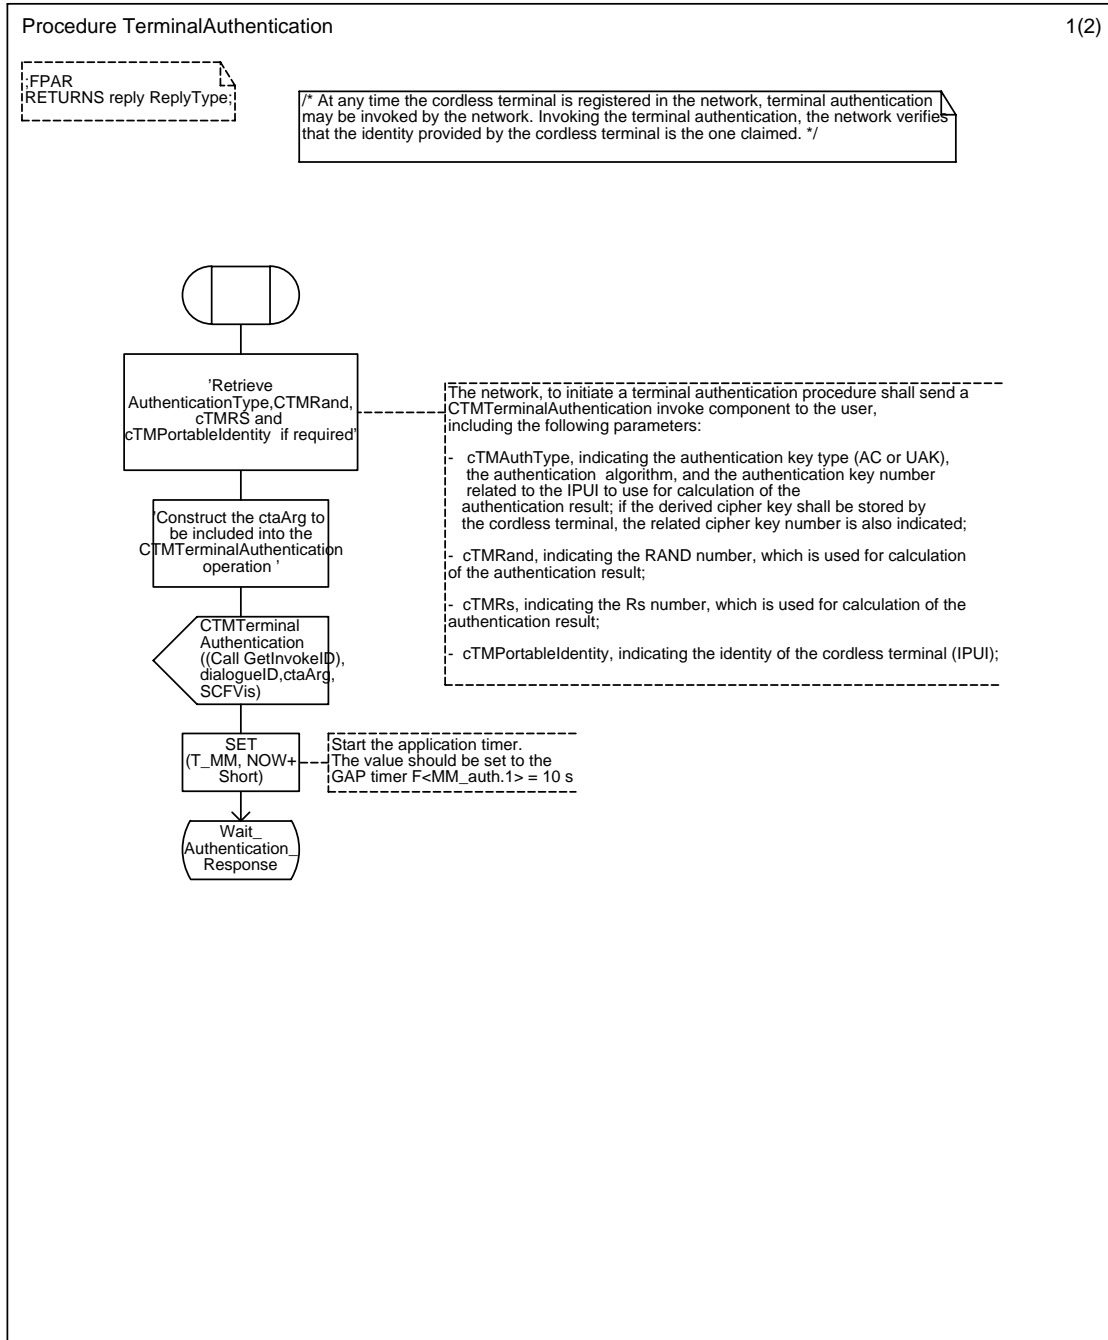 Procedure TerminalAuthentication
1(2)
;FPAR
RETURNS reply ReplyType;
/* At any time the cordless terminal is registered in the network, terminal authentication
may be invoked by the network. Invoking the terminal authentication, the network verifies
that the identity provided by the cordless terminal is the one claimed. */
'Retrieve
AuthenticationType,CTMRand,
cTMRS and
cTMPortableIdentity if required'
The network, to initiate a terminal authentication procedure shall send a
CTMTerminalAuthentication invoke component to the user,
including the following parameters:
- cTMAuthType, indicating the authentication key type (AC or UAK),
the authentication algorithm, and the authentication key number
related to the IPUI to use for calculation of the
authentication result; if the derived cipher key shall be stored by
the cordless terminal, the related cipher key number is also indicated;
- cTMRand, indicating the RAND number, which is used for calculation
of the authentication result;
- cTMRs, indicating the Rs number, which is used for calculation of the
authentication result;
- cTMPortableIdentity, indicating the identity of the cordless terminal (IPUI);
'Construct the ctaArg to
be included into the
CTMTerminalAuthentication
operation '
CTMTerminal
Authentication
((Call GetInvokeID),
dialogueID,ctaArg,
SCFVis)
SET
(T_MM, NOW+
Short)
Start the application timer.
The value should be set to the
GAP timer F<MM_auth.1> = 10 s
Wait_
Authentication_
Response